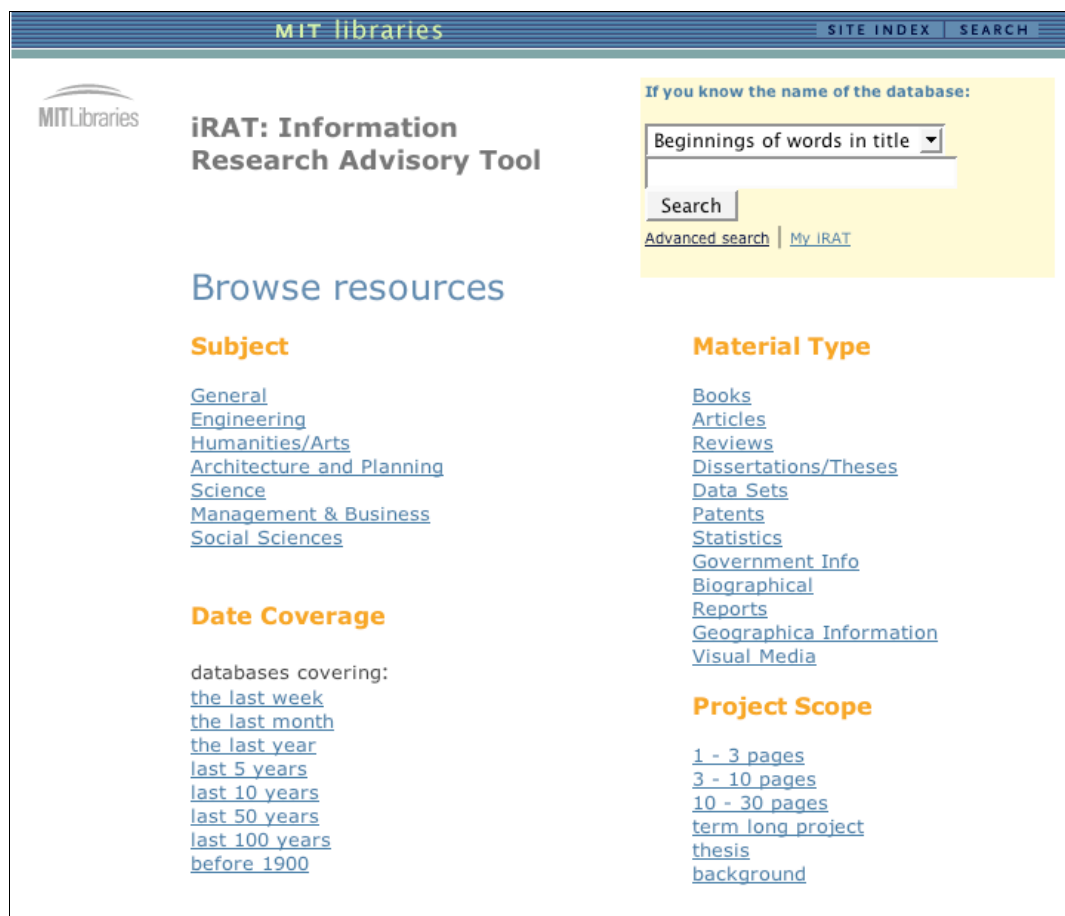 MIT libraries
SITE INDEX | SEARCH
MITLibraries
iRAT: Information
Research Advisory Tool
If you know the name of the database:
Beginnings of words in title
Search
Advanced search | My iRAT
Browse resources
Subject
General
Engineering
Humanities/Arts
Architecture and Planning
Science
Management & Business
Social Sciences
Date Coverage
databases covering:
the last week
the last month
the last year
last 5 years
last 10 years
last 50 years
last 100 years
before 1900
Material Type
Books
Articles
Reviews
Dissertations/Theses
Data Sets
Patents
Statistics
Government Info
Biographical
Reports
Geographica Information
Visual Media
Project Scope
1 - 3 pages
3 - 10 pages
10 - 30 pages
term long project
thesis
background